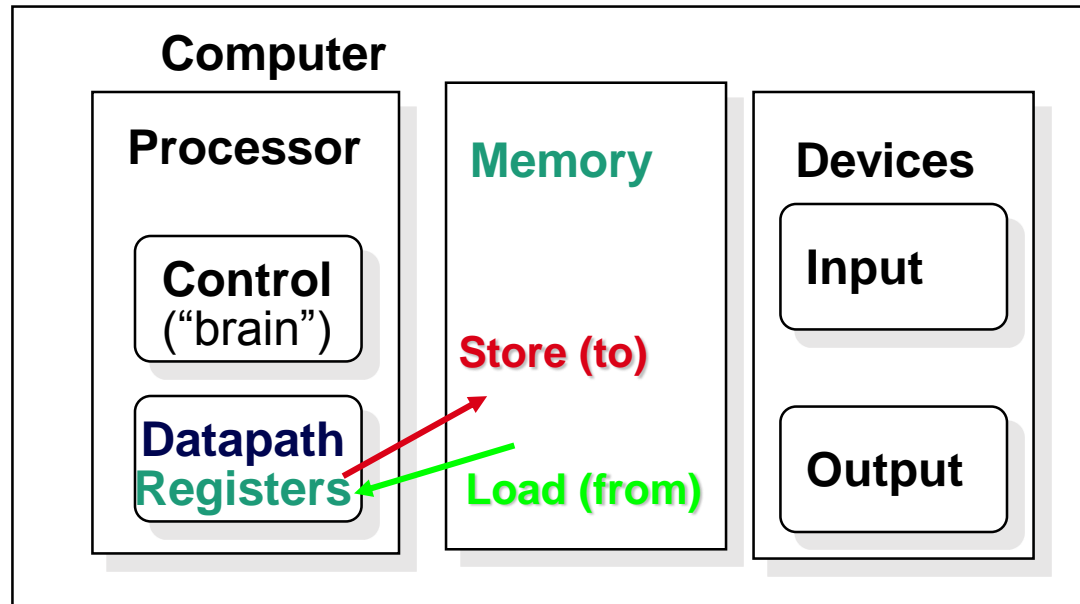 Computer
Processor
Control
(“brain”)
Datapath
Registers
Memory
Store (to)
Load (from)
Devices
Input
Output